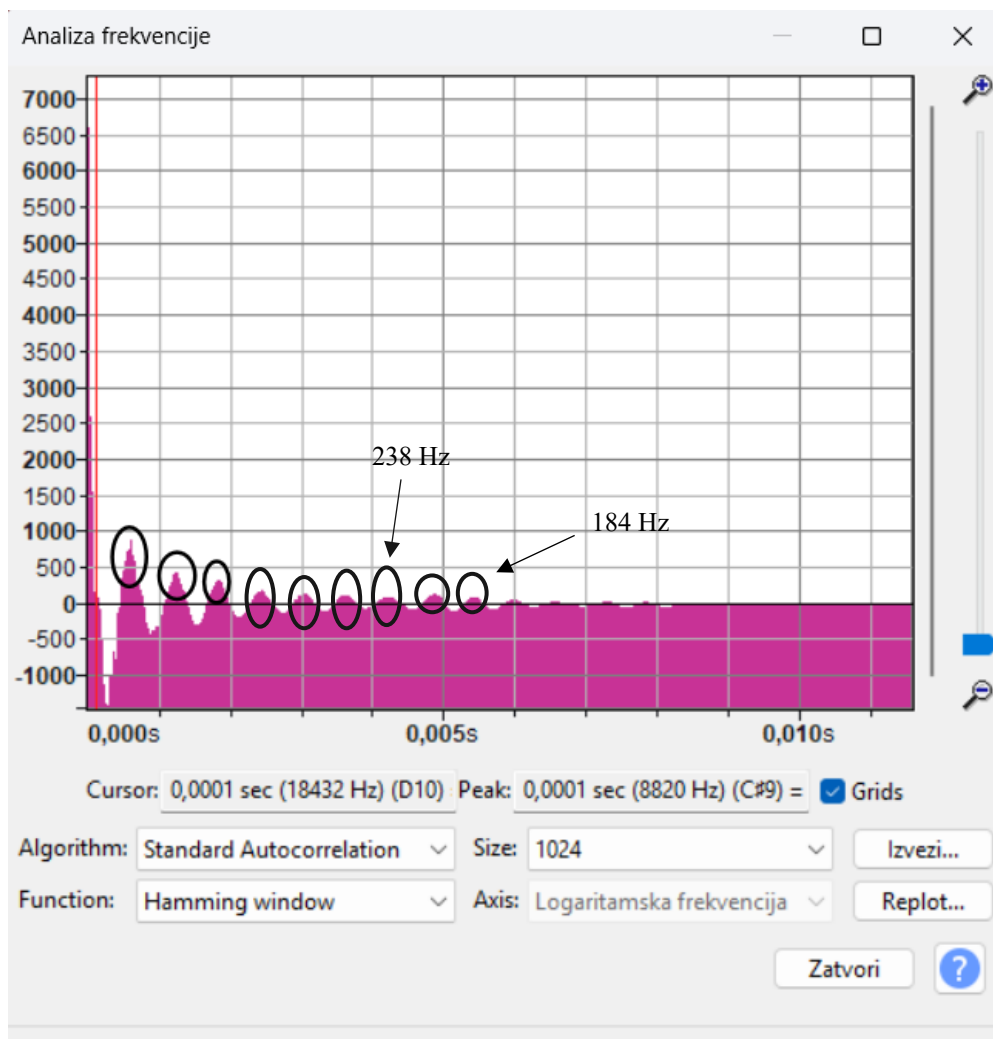 Analiza frekvencije
7000
6500
6000
5500
5000
4500
4000
3500
3000
2500
2000
238 Hz
1500
184 Hz
1000
500
0
-500
-1000
0,000s 0,005s 0,010s
Cursor: 0,0001 sec (18432 Hz) (D10) Peak: 0,0001 sec (8820 Hz) (C#9) = Grids
Algorithm: Standard Autocorrelation Size: 1024 Izvezi...
Function: Hamming window Axis: Logaritamska frekvencija Replot...
Zatvori ?